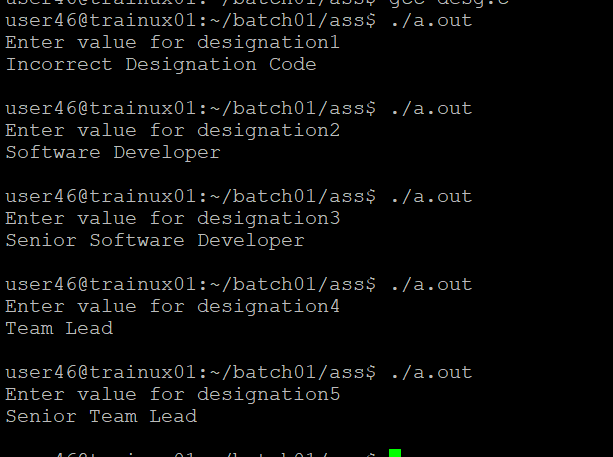 user46@trainux01:~/batch01/ass$ gcc desg.c
user46@trainux01:~/batch01/ass$ ./a.out
Enter value for designation1
Incorrect Designation Code
user46@trainux01:~/batch01/ass$ ./a.out
Enter value for designation2
Software Developer
user46@trainux01:~/batch01/ass$ ./a.out
Enter value for designation3
Senior Software Developer
user46@trainux01:~/batch01/ass$ ./a.out
Enter value for designation4
Team Lead
user46@trainux01:~/batch01/ass$ ./a.out
Enter value for designation5
Senior Team Lead
user46@trainux01:~/batch01/ass$